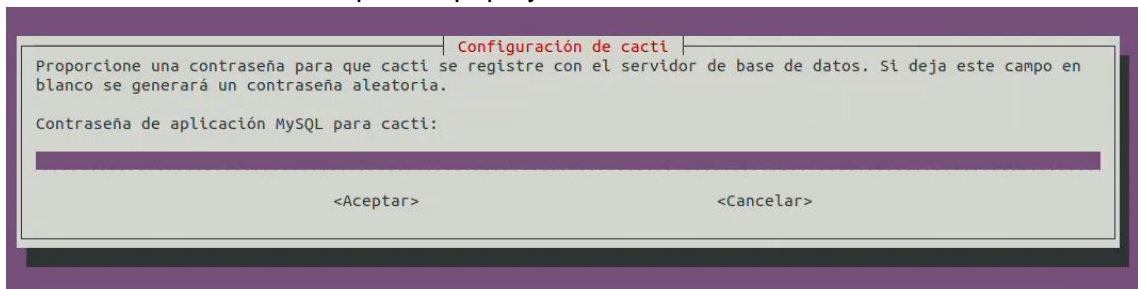 Configuración de cacti
Proporcione una contraseña para que cacti se registre con el servidor de base de datos. Si deja este campo en
blanco se generará un contraseña aleatoria.
Contraseña de aplicación MySQL para cacti:
<Aceptar> <Cancelar>